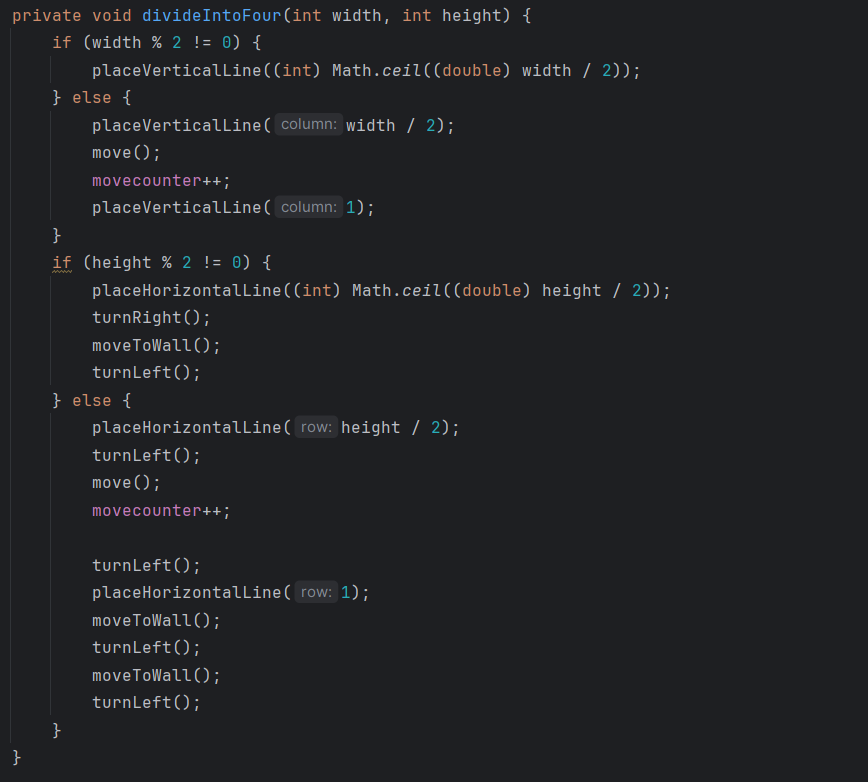 private void divideIntoFour(int width, int height) {
    if (width % 2 != 0) {
        placeVerticalLine((int) Math.ceil((double) width / 2));
    } else {
        placeVerticalLine( column: width / 2);
        move();
        movecounter++;
        placeVerticalLine( column: 1);
    }
    if (height % 2 != 0) {
        placeHorizontalLine((int) Math.ceil((double) height / 2));
        turnRight();
        moveToWall();
        turnLeft();
    } else {
        placeHorizontalLine( row: height / 2);
        turnLeft();
        move();
        movecounter++;

        turnLeft();
        placeHorizontalLine( row: 1);
        moveToWall();
        turnLeft();
        moveToWall();
        turnLeft();
    }
}